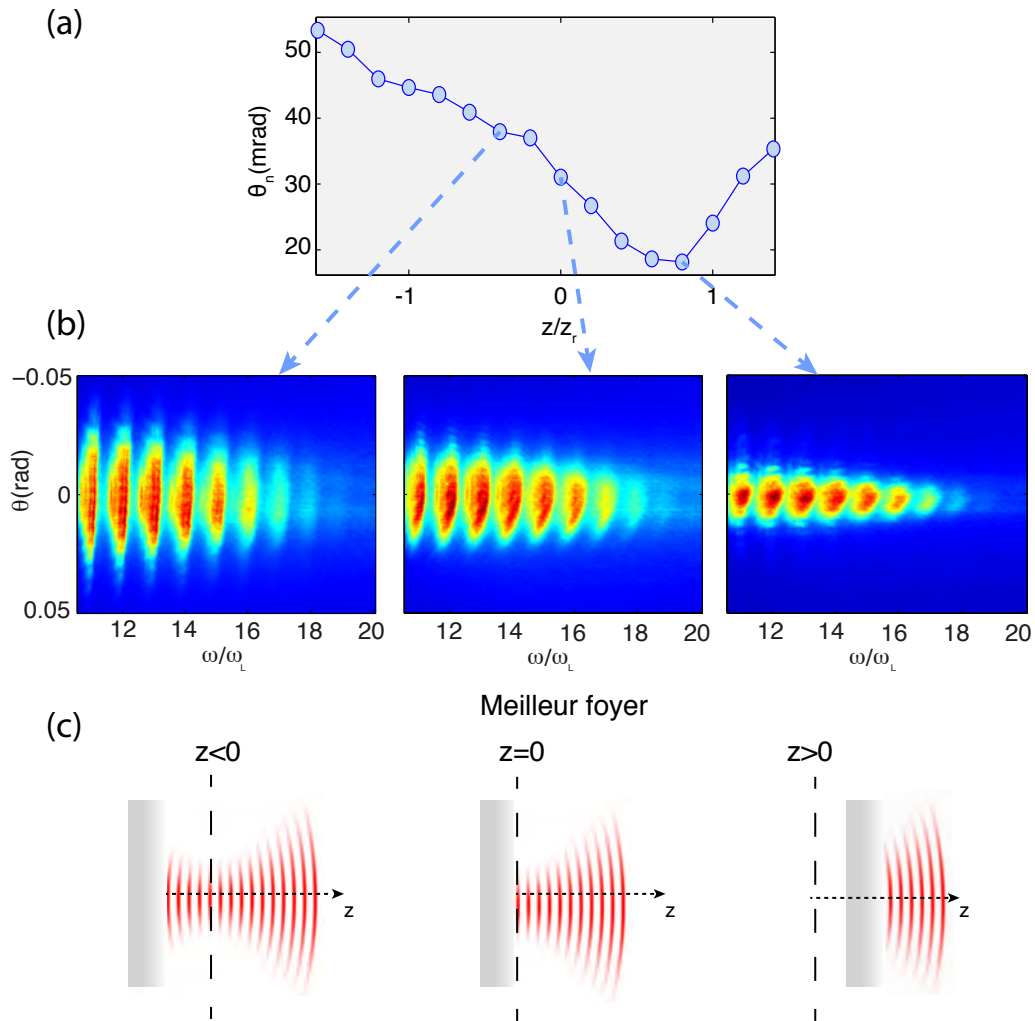 (a)
50
40
30
20
θn(mrad)
-1 0 1
z/zr
(b)
−0.05
0
0.05
θ(rad)
12 14 16 18 20
12 14 16 18 20
12 14 16 18 20
ω/ωL ω/ωL ω/ωL
Meilleur foyer
(c)
z<0 z=0 z>0
z z z